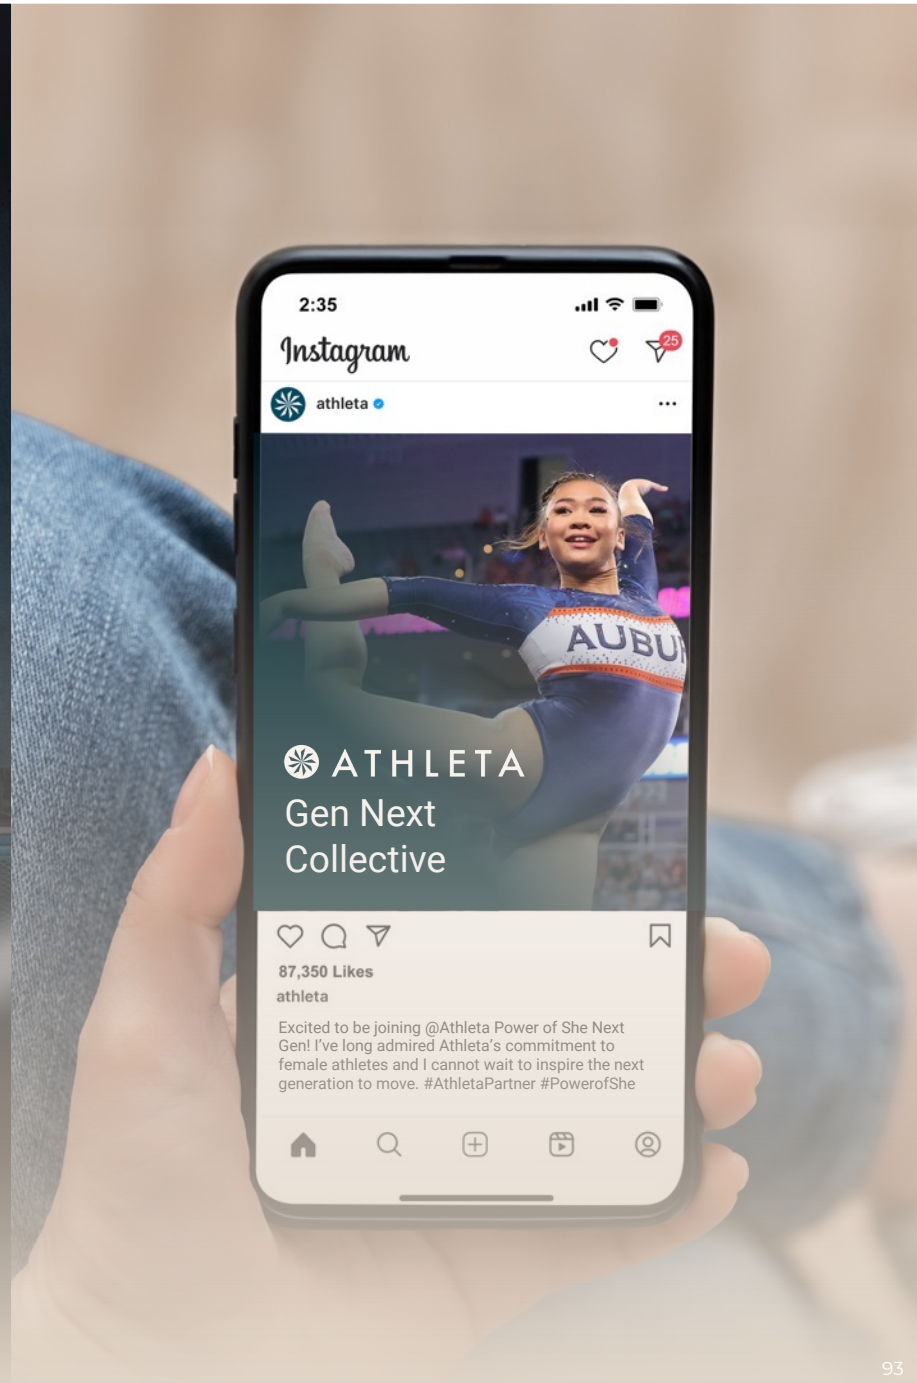 2:35
Instagram
25
athleta
AUBU
ATHLETA
Gen Next
Collective
87,350 Likes
athleta
Excited to be joining @Athleta Power of She Next
Gen! I've long admired Athleta's commitment to
female athletes and I cannot wait to inspire the next
generation to move. #AthletaPartner #PowerofShe
93